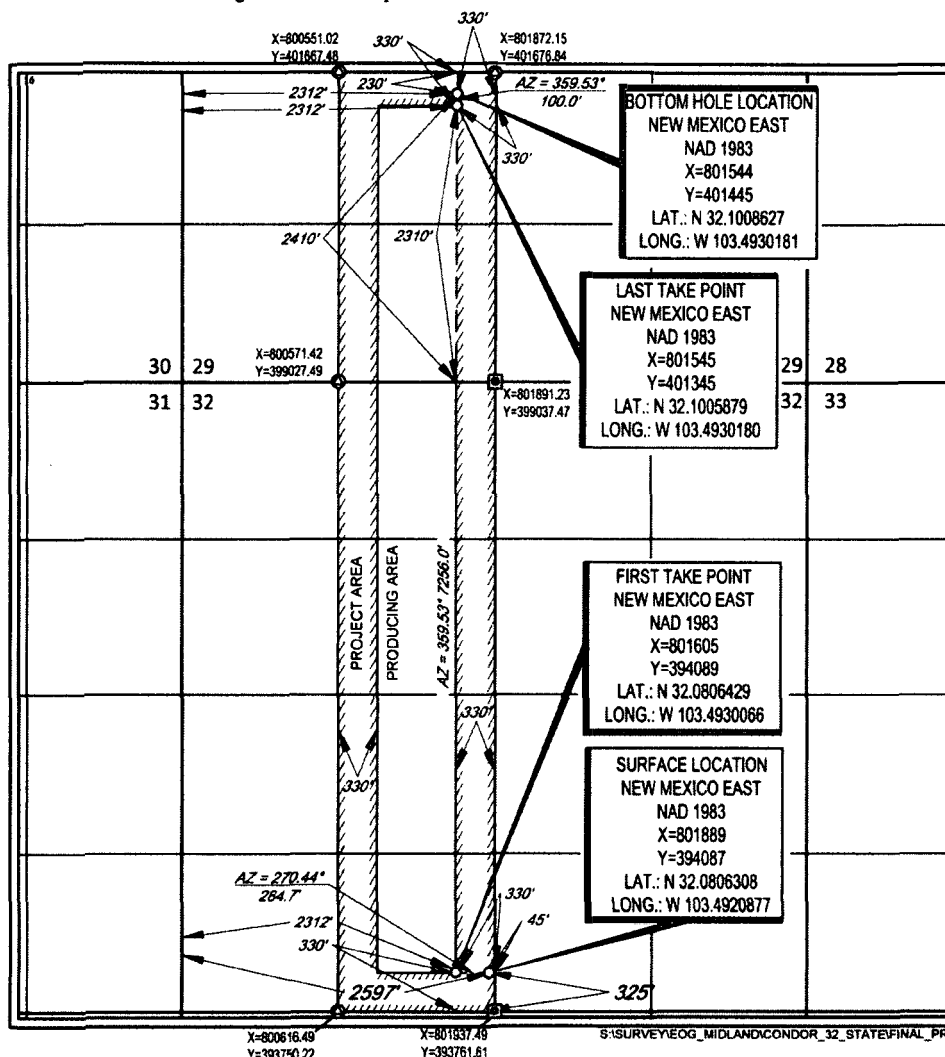 330'
X=800551.02
Y=401667.48
330'
X=801872.15
Y=401676.84
6
2312'
230'
AZ = 359.53°
100.0'
2312'
330'
BOTTOM HOLE LOCATION
NEW MEXICO EAST
NAD 1983
X=801544
Y=401445
LAT.: N 32.1008627
LONG.: W 103.4930181
2410'
2310'
LAST TAKE POINT
NEW MEXICO EAST
NAD 1983
X=801545
Y=401345
LAT.: N 32.1005879
LONG.: W 103.4930180
30 29
31 32
X=800571.42
Y=399027.49
X=801891.23
Y=399037.47
29 28
32 33
PROJECT AREA
PRODUCING AREA
AZ = 359.53° 7256.0'
FIRST TAKE POINT
NEW MEXICO EAST
NAD 1983
X=801605
Y=394089
LAT.: N 32.0806429
LONG.: W 103.4930066
330'
330'
SURFACE LOCATION
NEW MEXICO EAST
NAD 1983
X=801889
Y=394087
LAT.: N 32.0806308
LONG.: W 103.4920877
AZ = 270.44°
284.7'
2312'
330'
330'
45'
2597'
325'
X=800616.49
Y=393750.22
X=801937.49
Y=393761.61
S:\SURVEY\EOG_MIDLAND\CONDOR_32_STATE\FINAL_PR